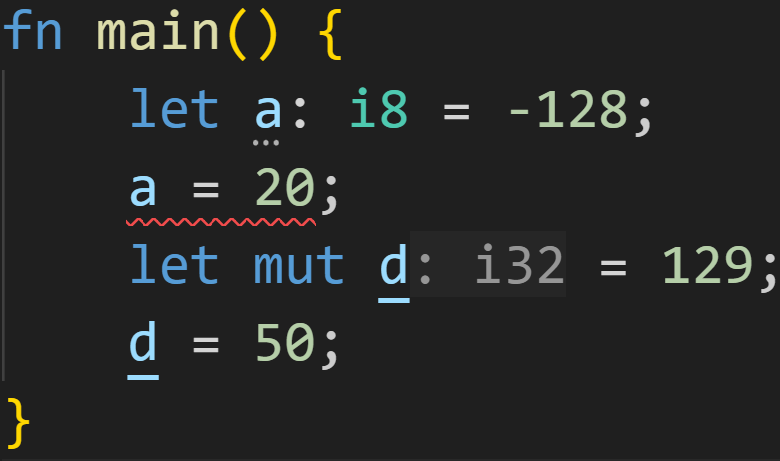 fn main() {
let a: i8 = -128;
a = 20;
let mut d: i32 = 129;
d = 50;
}